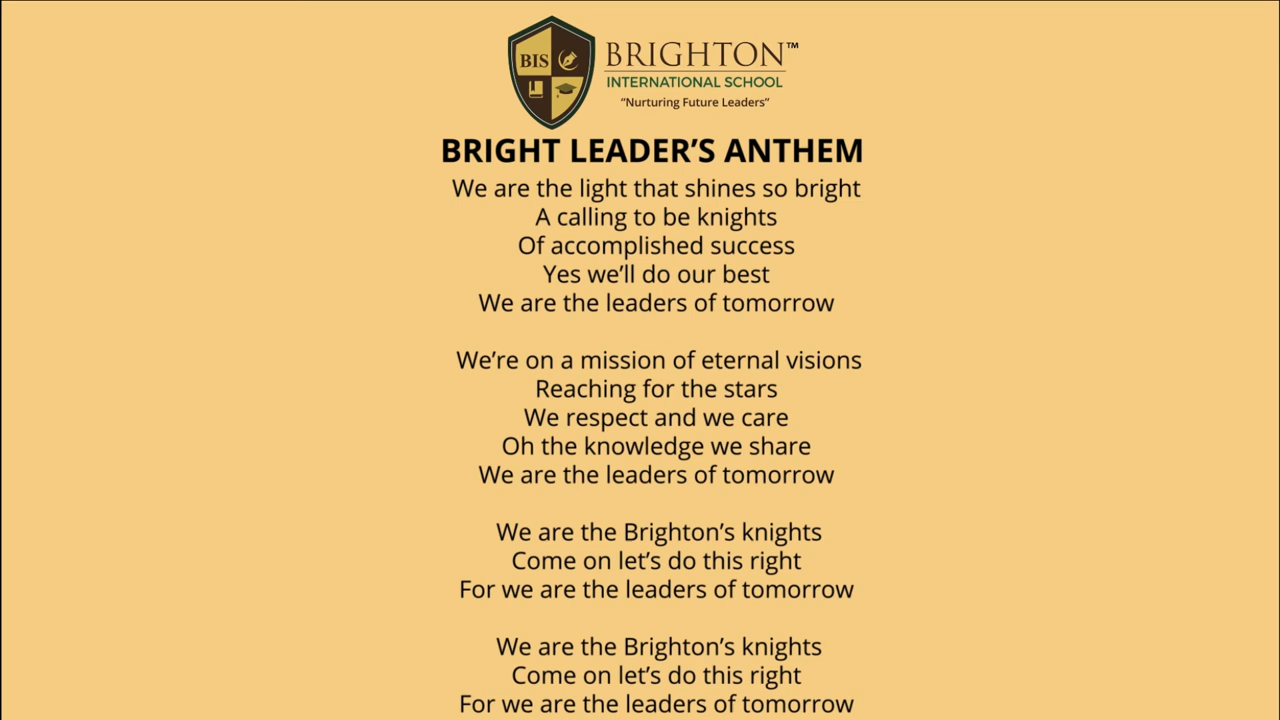 BIS
BRIGHTON™
INTERNATIONAL SCHOOL
“Nurturing Future Leaders”
BRIGHT LEADER’S ANTHEM
We are the light that shines so bright
A calling to be knights
Of accomplished success
Yes we’ll do our best
We are the leaders of tomorrow
We’re on a mission of eternal visions
Reaching for the stars
We respect and we care
Oh the knowledge we share
We are the leaders of tomorrow
We are the Brighton’s knights
Come on let’s do this right
For we are the leaders of tomorrow
We are the Brighton’s knights
Come on let’s do this right
For we are the leaders of tomorrow